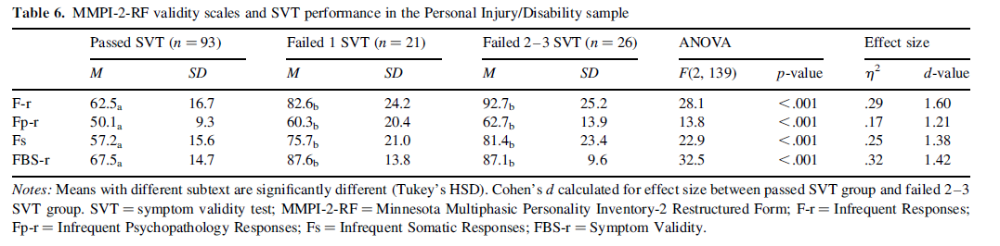 Table 6. MMPI-2-RF validity scales and SVT performance in the Personal Injury/Disability sample
Passed SVT (n = 93) Failed 1 SVT (n = 21) Failed 2–3 SVT (n = 26) ANOVA Effect size
M SD M SD M SD F(2, 139) p-value η² d-value
F-r 62.5a 16.7 82.6b 24.2 92.7b 25.2 28.1 <.001 .29 1.60
Fp-r 50.1a 9.3 60.3b 20.4 62.7b 13.9 13.8 <.001 .17 1.21
Fs 57.2a 15.6 75.7b 21.0 81.4b 23.4 22.9 <.001 .25 1.38
FBS-r 67.5a 14.7 87.6b 13.8 87.1b 9.6 32.5 <.001 .32 1.42
Notes: Means with different subtext are significantly different (Tukey's HSD). Cohen's d calculated for effect size between passed SVT group and failed 2–3
SVT group. SVT = symptom validity test; MMPI-2-RF = Minnesota Multiphasic Personality Inventory-2 Restructured Form; F-r = Infrequent Responses;
Fp-r = Infrequent Psychopathology Responses; Fs = Infrequent Somatic Responses; FBS-r = Symptom Validity.